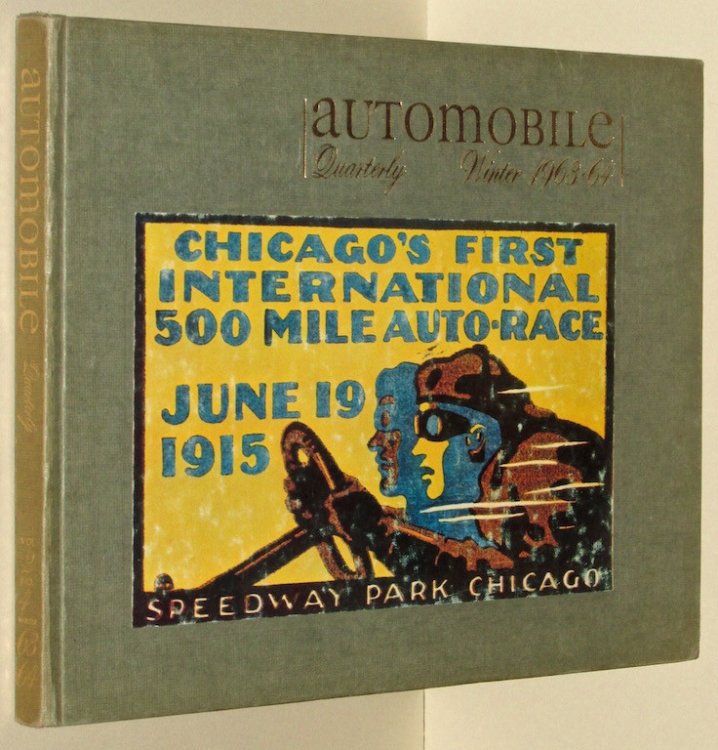 AUTOMOBILE
Quarterly Winter 1963-64
CHICAGO'S FIRST
INTERNATIONAL
500 MILE AUTO-RACE
JUNE 19
1915
SPEEDWAY PARK CHICAGO
AUTOMOBILE Quarterly